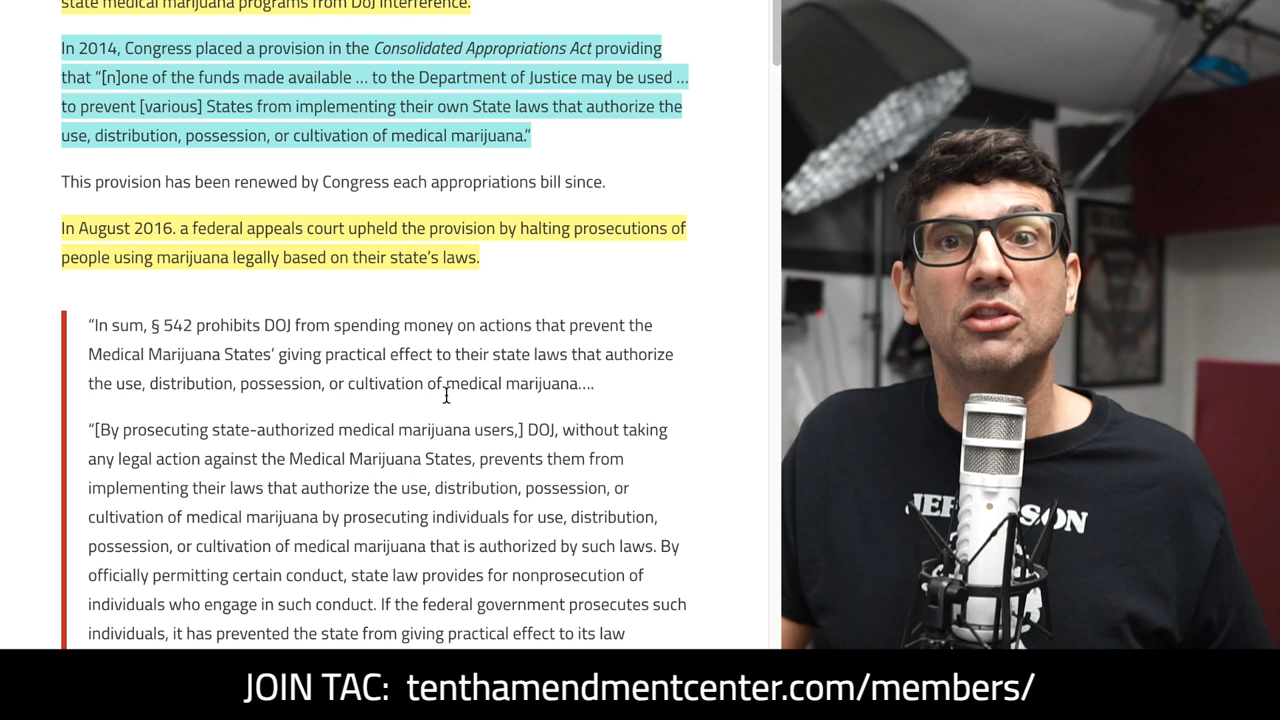 state medical marijuana programs from DoJ interference.
In 2014, Congress placed a provision in the Consolidated Appropriations Act providing
that “[n]one of the funds made available … to the Department of Justice may be used …
to prevent [various] States from implementing their own State laws that authorize the
use, distribution, possession, or cultivation of medical marijuana.”
This provision has been renewed by Congress each appropriations bill since.
In August 2016. a federal appeals court upheld the provision by halting prosecutions of
people using marijuana legally based on their state’s laws.
“In sum, § 542 prohibits DOJ from spending money on actions that prevent the
Medical Marijuana States’ giving practical effect to their state laws that authorize
the use, distribution, possession, or cultivation of medical marijuana….
“[By prosecuting state-authorized medical marijuana users,] DOJ, without taking
any legal action against the Medical Marijuana States, prevents them from
implementing their laws that authorize the use, distribution, possession, or
cultivation of medical marijuana by prosecuting individuals for use, distribution,
possession, or cultivation of medical marijuana that is authorized by such laws. By
officially permitting certain conduct, state law provides for nonprosecution of
individuals who engage in such conduct. If the federal government prosecutes such
individuals, it has prevented the state from giving practical effect to its law
JOIN TAC: tenthamendmentcenter.com/members/